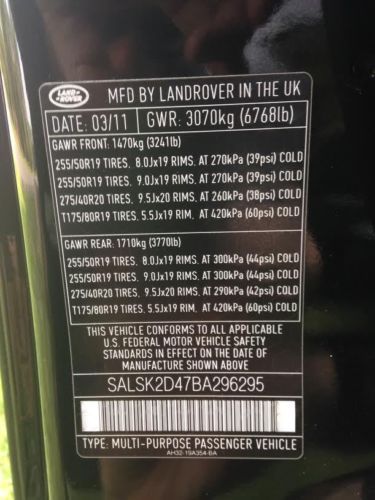 LAND ROVER
MFD BY LANDROVER IN THE UK
DATE: 03/11 GWR: 3070kg (6768lb)
GAWR FRONT: 1470kg (3241lb)
255/50R19 TIRES, 8.0Jx19 RIMS, AT 270kPa (39psi) COLD
255/50R19 TIRES, 9.0Jx19 RIMS, AT 270kPa (39psi) COLD
275/40R20 TIRES, 9.5Jx20 RIMS, AT 260kPa (38psi) COLD
T175/80R19 TIRES, 5.5Jx19 RIM, AT 420kPa (60psi) COLD
GAWR REAR: 1710kg (3770lb)
255/50R19 TIRES, 8.0Jx19 RIMS, AT 300kPa (44psi) COLD
255/50R19 TIRES, 9.0Jx19 RIMS, AT 300kPa (44psi) COLD
275/40R20 TIRES, 9.5Jx20 RIMS, AT 290kPa (42psi) COLD
T175/80R19 TIRES, 5.5Jx19 RIM, AT 420kPa (60psi) COLD
THIS VEHICLE CONFORMS TO ALL APPLICABLE
U.S. FEDERAL MOTOR VEHICLE SAFETY
STANDARDS IN EFFECT ON THE DATE OF
MANUFACTURE SHOWN ABOVE
SALSK2D47BA296295
TYPE: MULTI-PURPOSE PASSENGER VEHICLE
AH32-19A354-BA